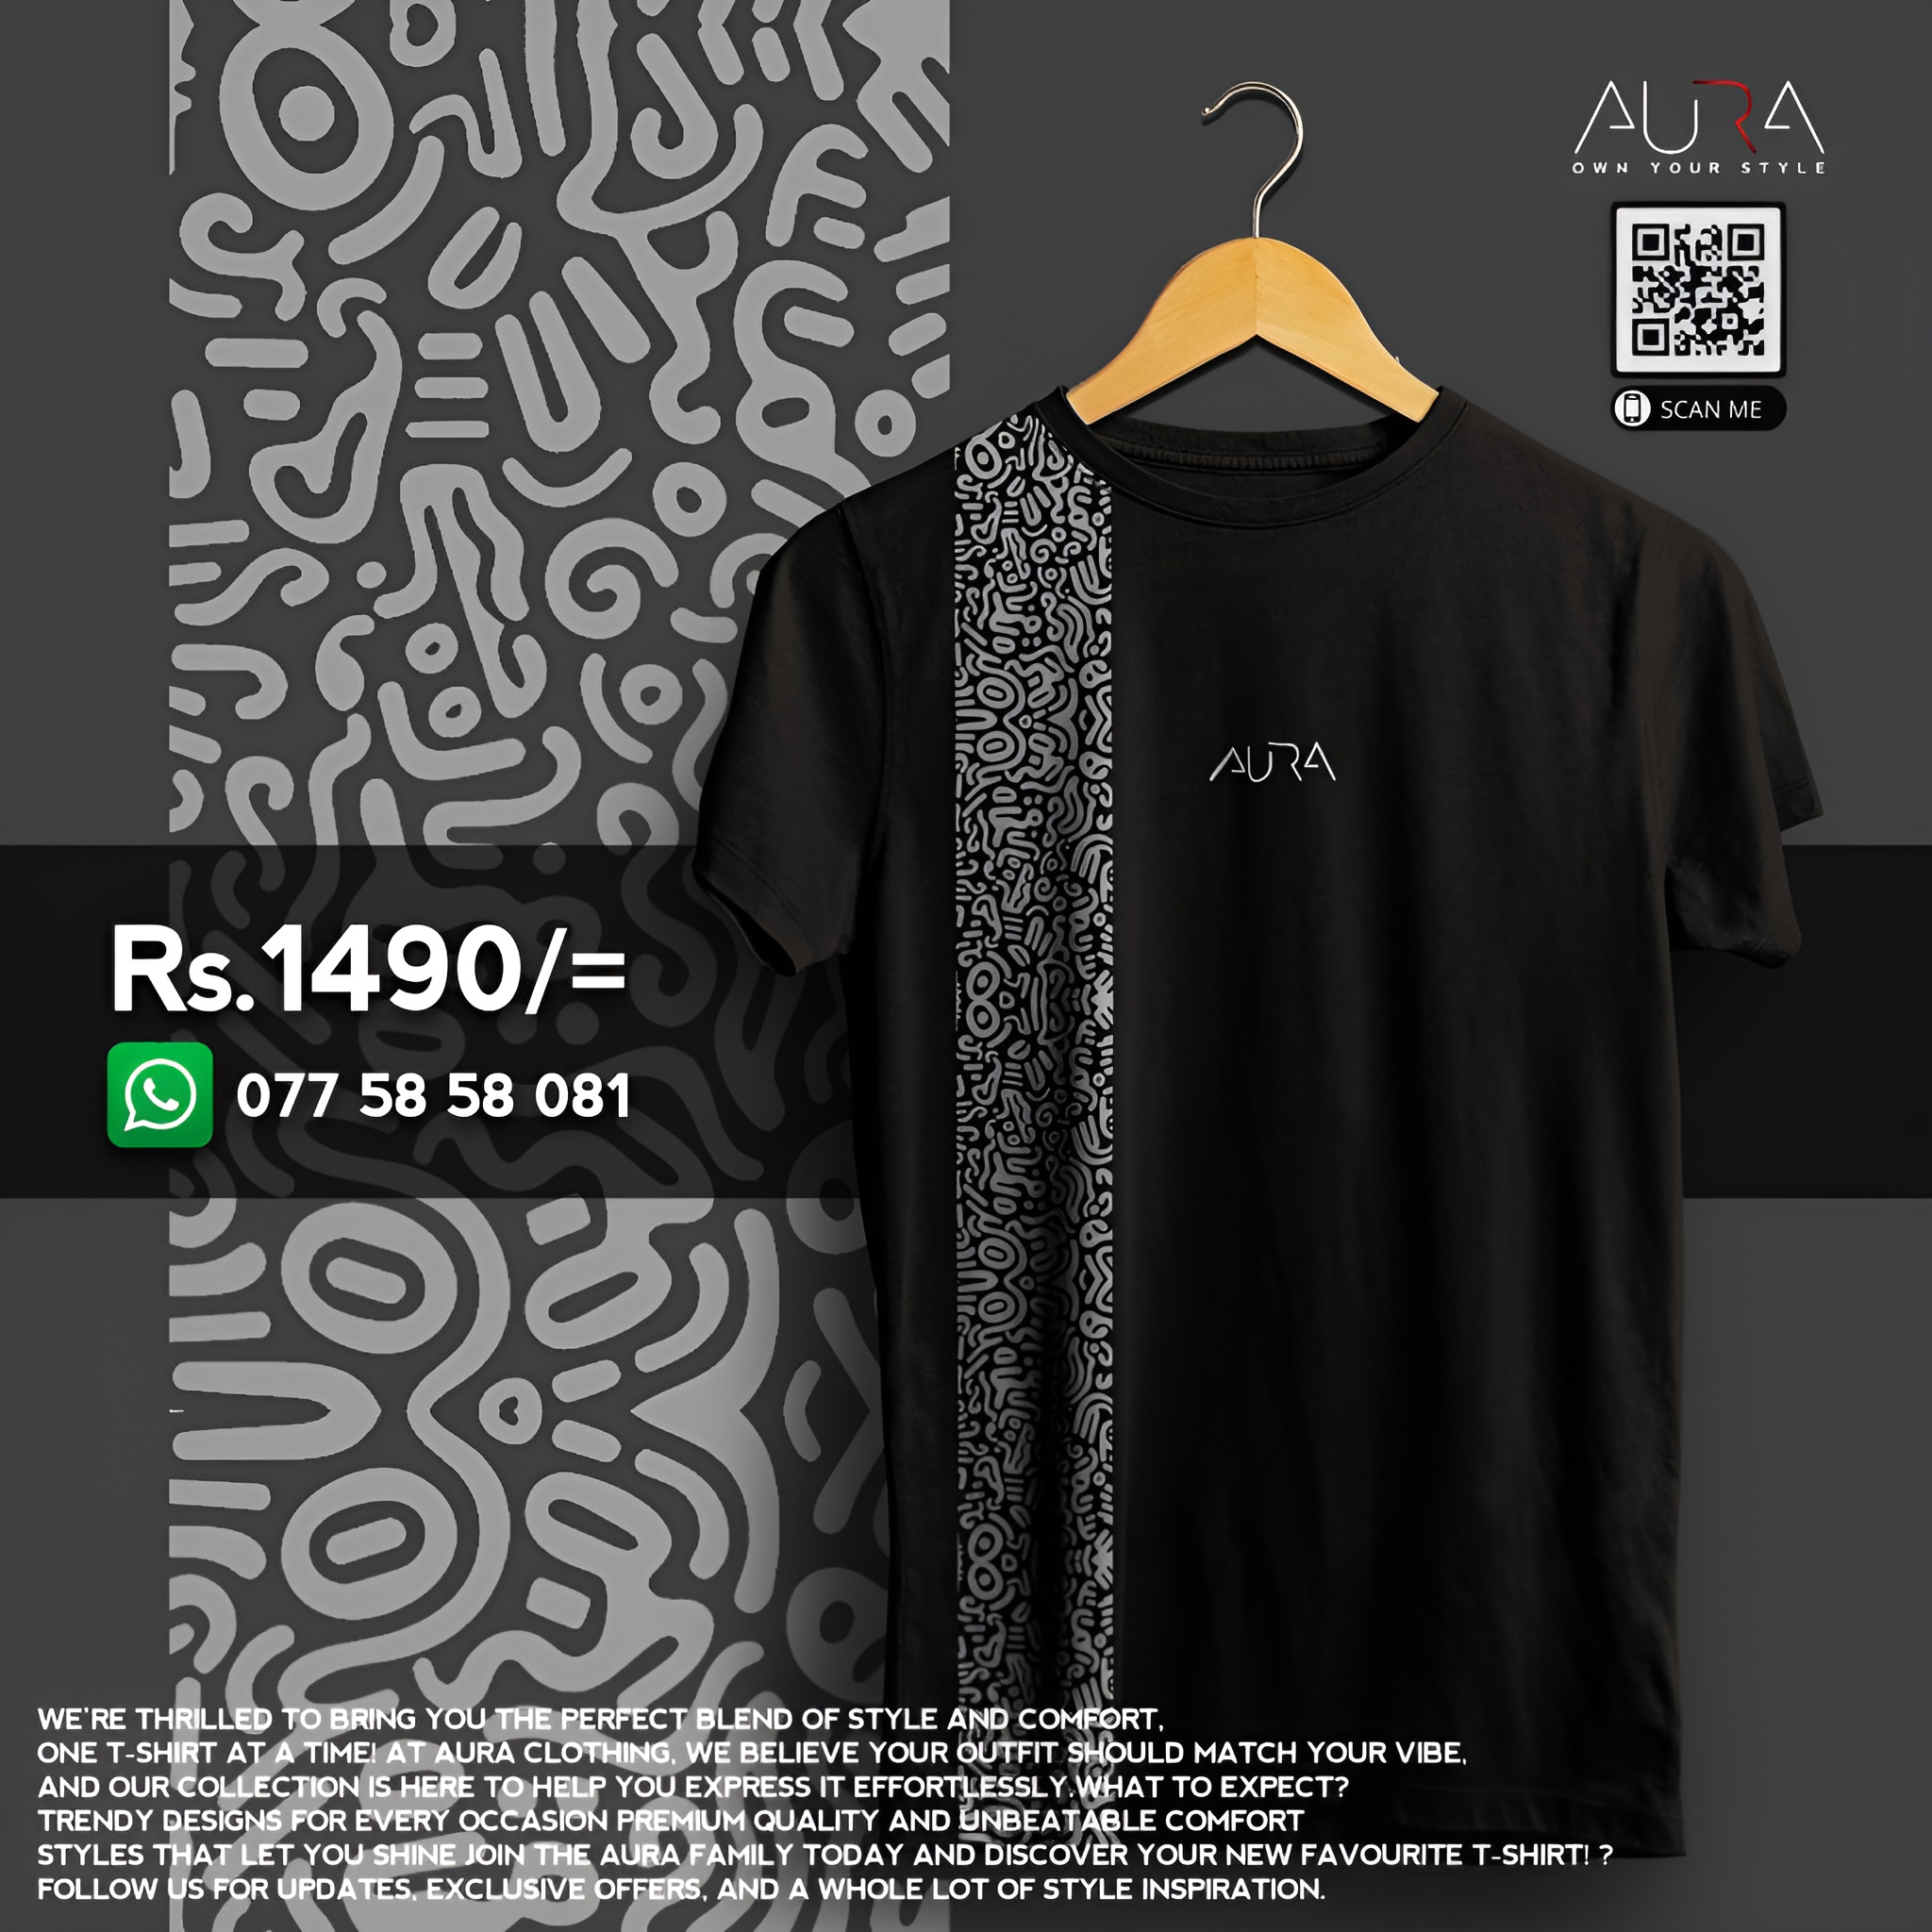 AURA
OWN YOUR STYLE
SCAN ME
AURA
Rs.1490/=
077 58 58 081
WE'RE THRILLED TO BRING YOU THE PERFECT BLEND OF STYLE AND COMFORT,
ONE T-SHIRT AT A TIME! AT AURA CLOTHING, WE BELIEVE YOUR OUTFIT SHOULD MATCH YOUR VIBE,
AND OUR COLLECTION IS HERE TO HELP YOU EXPRESS IT EFFORTLESSLY.WHAT TO EXPECT?
TRENDY DESIGNS FOR EVERY OCCASION PREMIUM QUALITY AND UNBEATABLE COMFORT
STYLES THAT LET YOU SHINE JOIN THE AURA FAMILY TODAY AND DISCOVER YOUR NEW FAVOURITE T-SHIRT! ?
FOLLOW US FOR UPDATES, EXCLUSIVE OFFERS, AND A WHOLE LOT OF STYLE INSPIRATION.